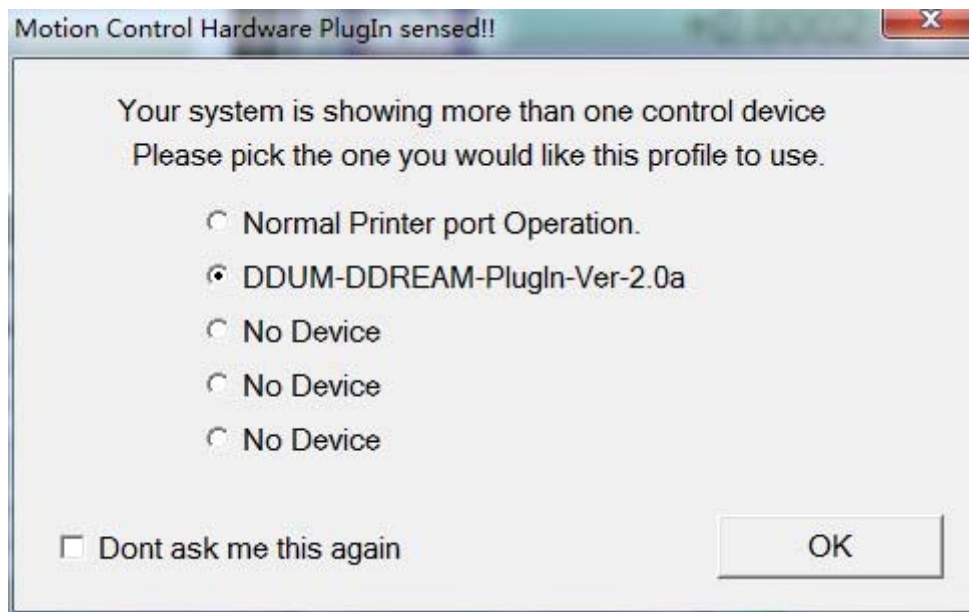 Motion Control Hardware PlugIn sensed!!
Your system is showing more than one control device
Please pick the one you would like this profile to use.
Normal Printer port Operation.
DDUM-DDREAM-PlugIn-Ver-2.0a
No Device
No Device
No Device
Dont ask me this again
OK